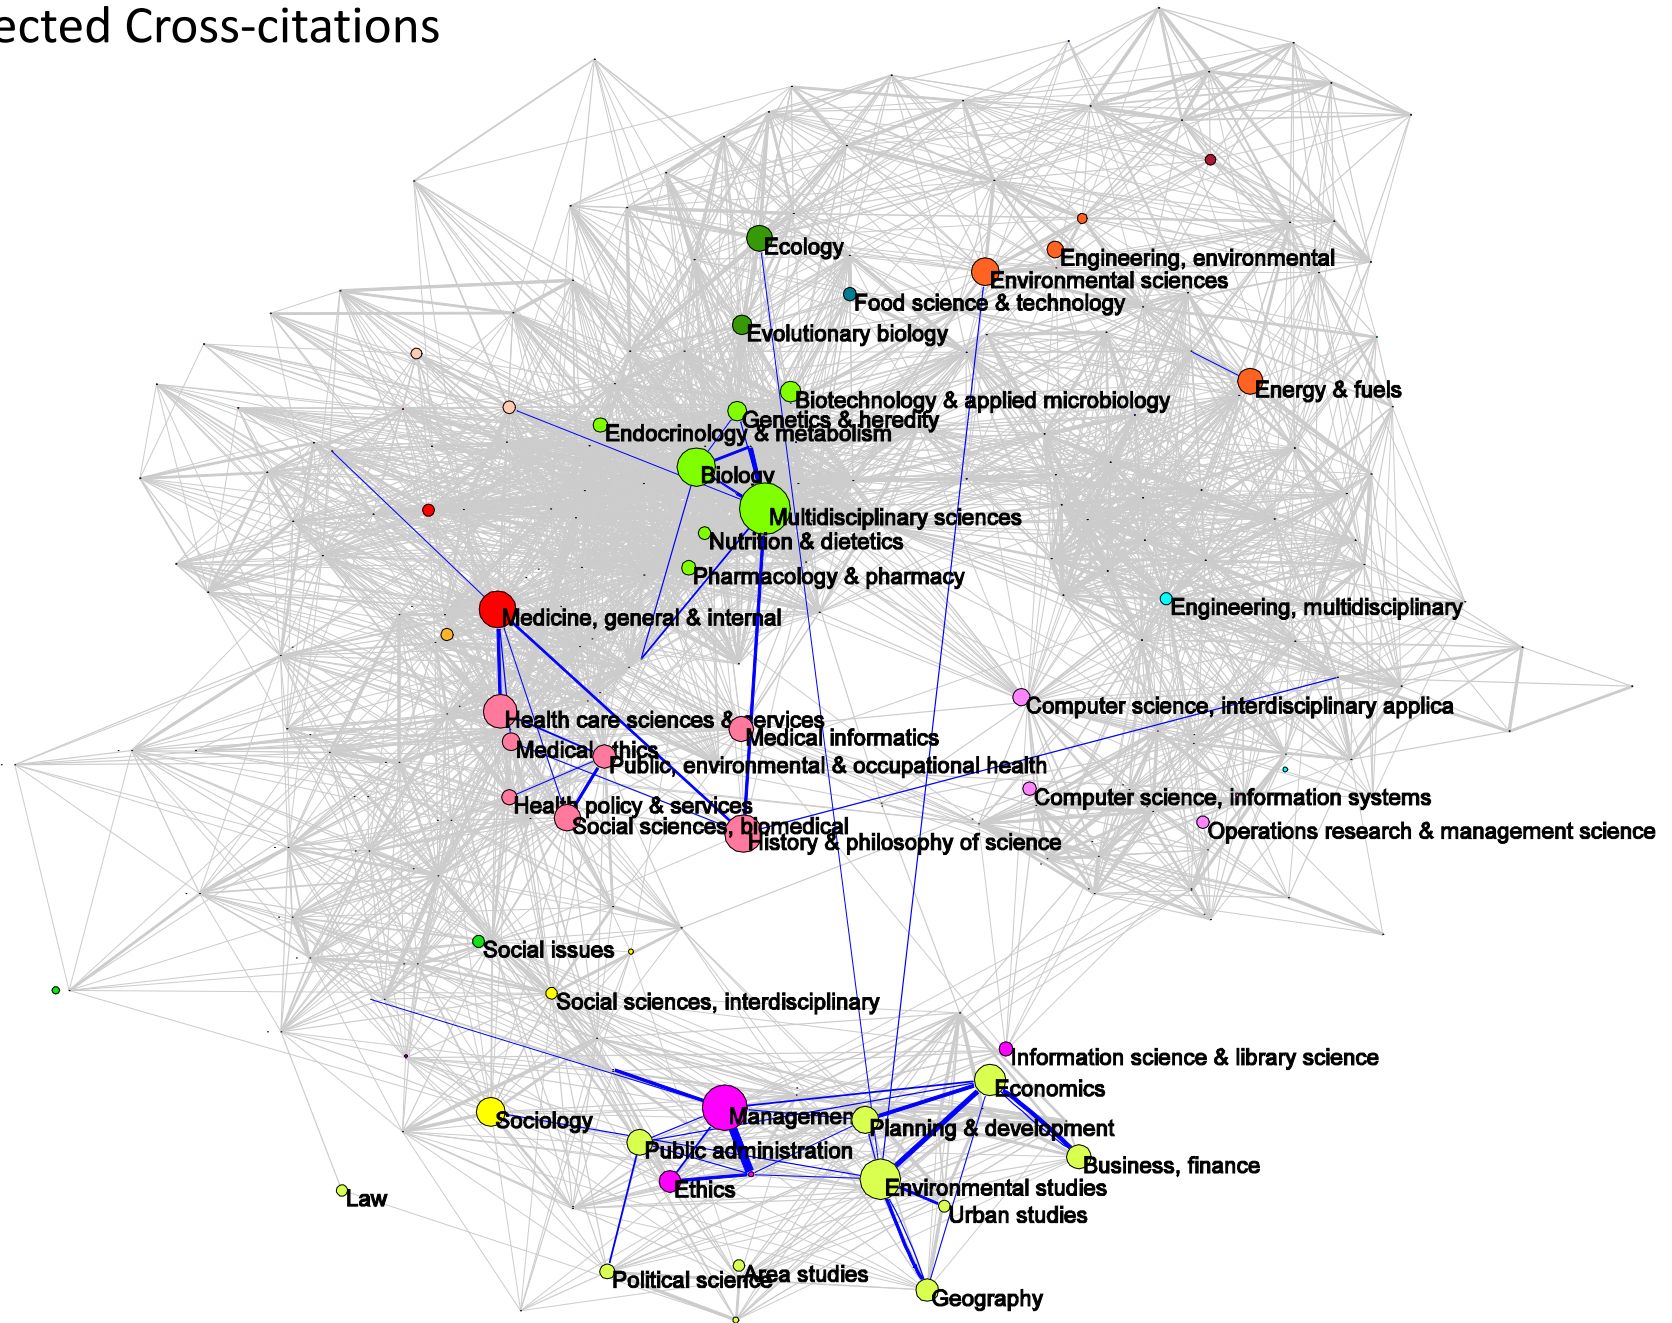 ected Cross-citations
Ecology
Engineering, environmental
Environmental sciences
Food science & technology
Evolutionary biology
Energy & fuels
Biotechnology & applied microbiology
Genetics & heredity
Endocrinology & metabolism
Biology
Multidisciplinary sciences
Nutrition & dietetics
Pharmacology & pharmacy
Engineering, multidisciplinary
Medicine, general & internal
Computer science, interdisciplinary applica
Health care sciences & services
Medical informatics
Medical ethics
Public, environmental & occupational health
Computer science, information systems
Health policy & services
Social sciences, biomedical
Operations research & management science
History & philosophy of science
Social issues
Social sciences, interdisciplinary
Information science & library science
Economics
Management
Sociology
Planning & development
Public administration
Business, finance
Environmental studies
Ethics
Law
Urban studies
Area studies
Political science
Geography